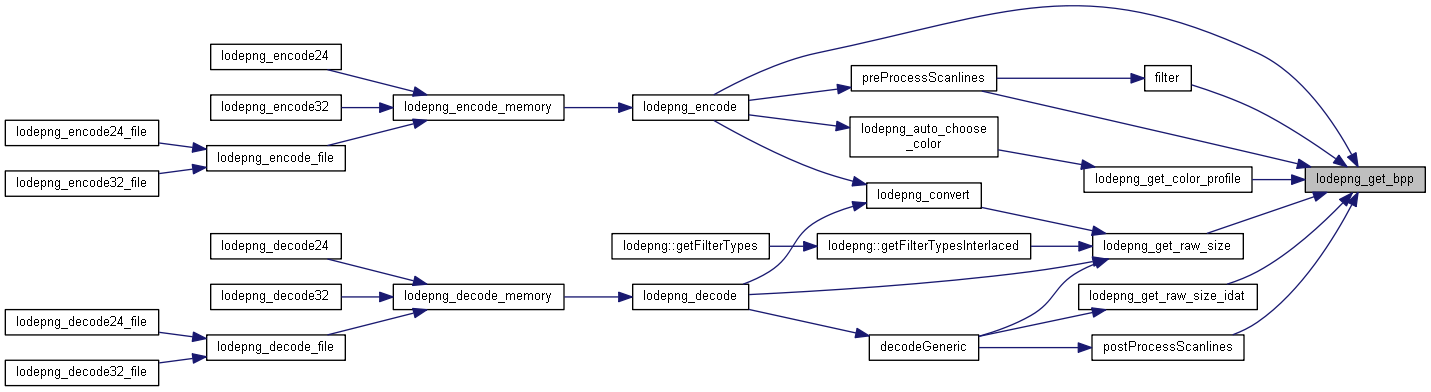 lodepng_encode24
lodepng_encode32
lodepng_encode24_file
lodepng_encode32_file
lodepng_encode_file
lodepng_encode_memory
lodepng_encode
preProcessScanlines
filter
lodepng_auto_choose
_color
lodepng_get_color_profile
lodepng_get_bpp
lodepng_convert
lodepng_decode24
lodepng_decode32
lodepng_decode24_file
lodepng_decode32_file
lodepng_decode_file
lodepng_decode_memory
lodepng::getFilterTypes
lodepng::getFilterTypesInterlaced
lodepng_get_raw_size
lodepng_decode
lodepng_get_raw_size_idat
decodeGeneric
postProcessScanlines